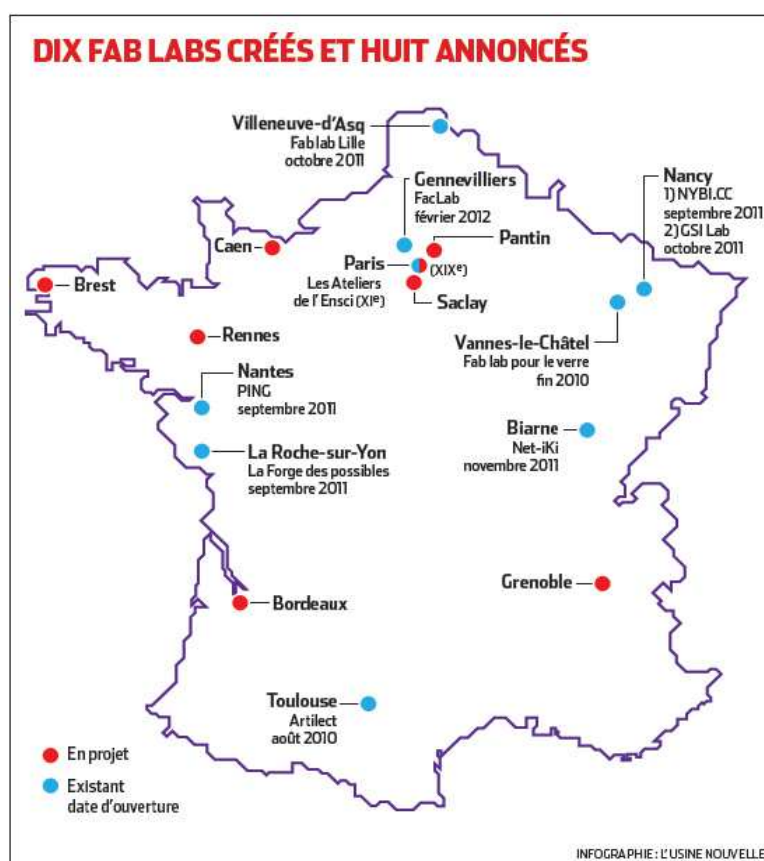 DIX FAB LABS CRÉÉS ET HUIT ANNONCÉS
Villeneuve-d'Asq
Fab lab Lille
octobre 2011
Gennevilliers
FacLab
février 2012
Nancy
1) NYBI.CC
septembre 2011
2) GSI Lab
octobre 2011
Caen
Pantin
Paris
(XIXe)
Les Ateliers
de l'Ensci (XIe)
Saclay
Brest
Rennes
Vannes-le-Châtel
Fab lab pour le verre
fin 2010
Nantes
PING
septembre 2011
Biarne
Net-iKi
novembre 2011
La Roche-sur-Yon
La Forge des possibles
septembre 2011
Grenoble
Bordeaux
Toulouse
Artilect
août 2010
En projet
Existant
date d'ouverture
INFOGRAPHIE : L'USINE NOUVELLE